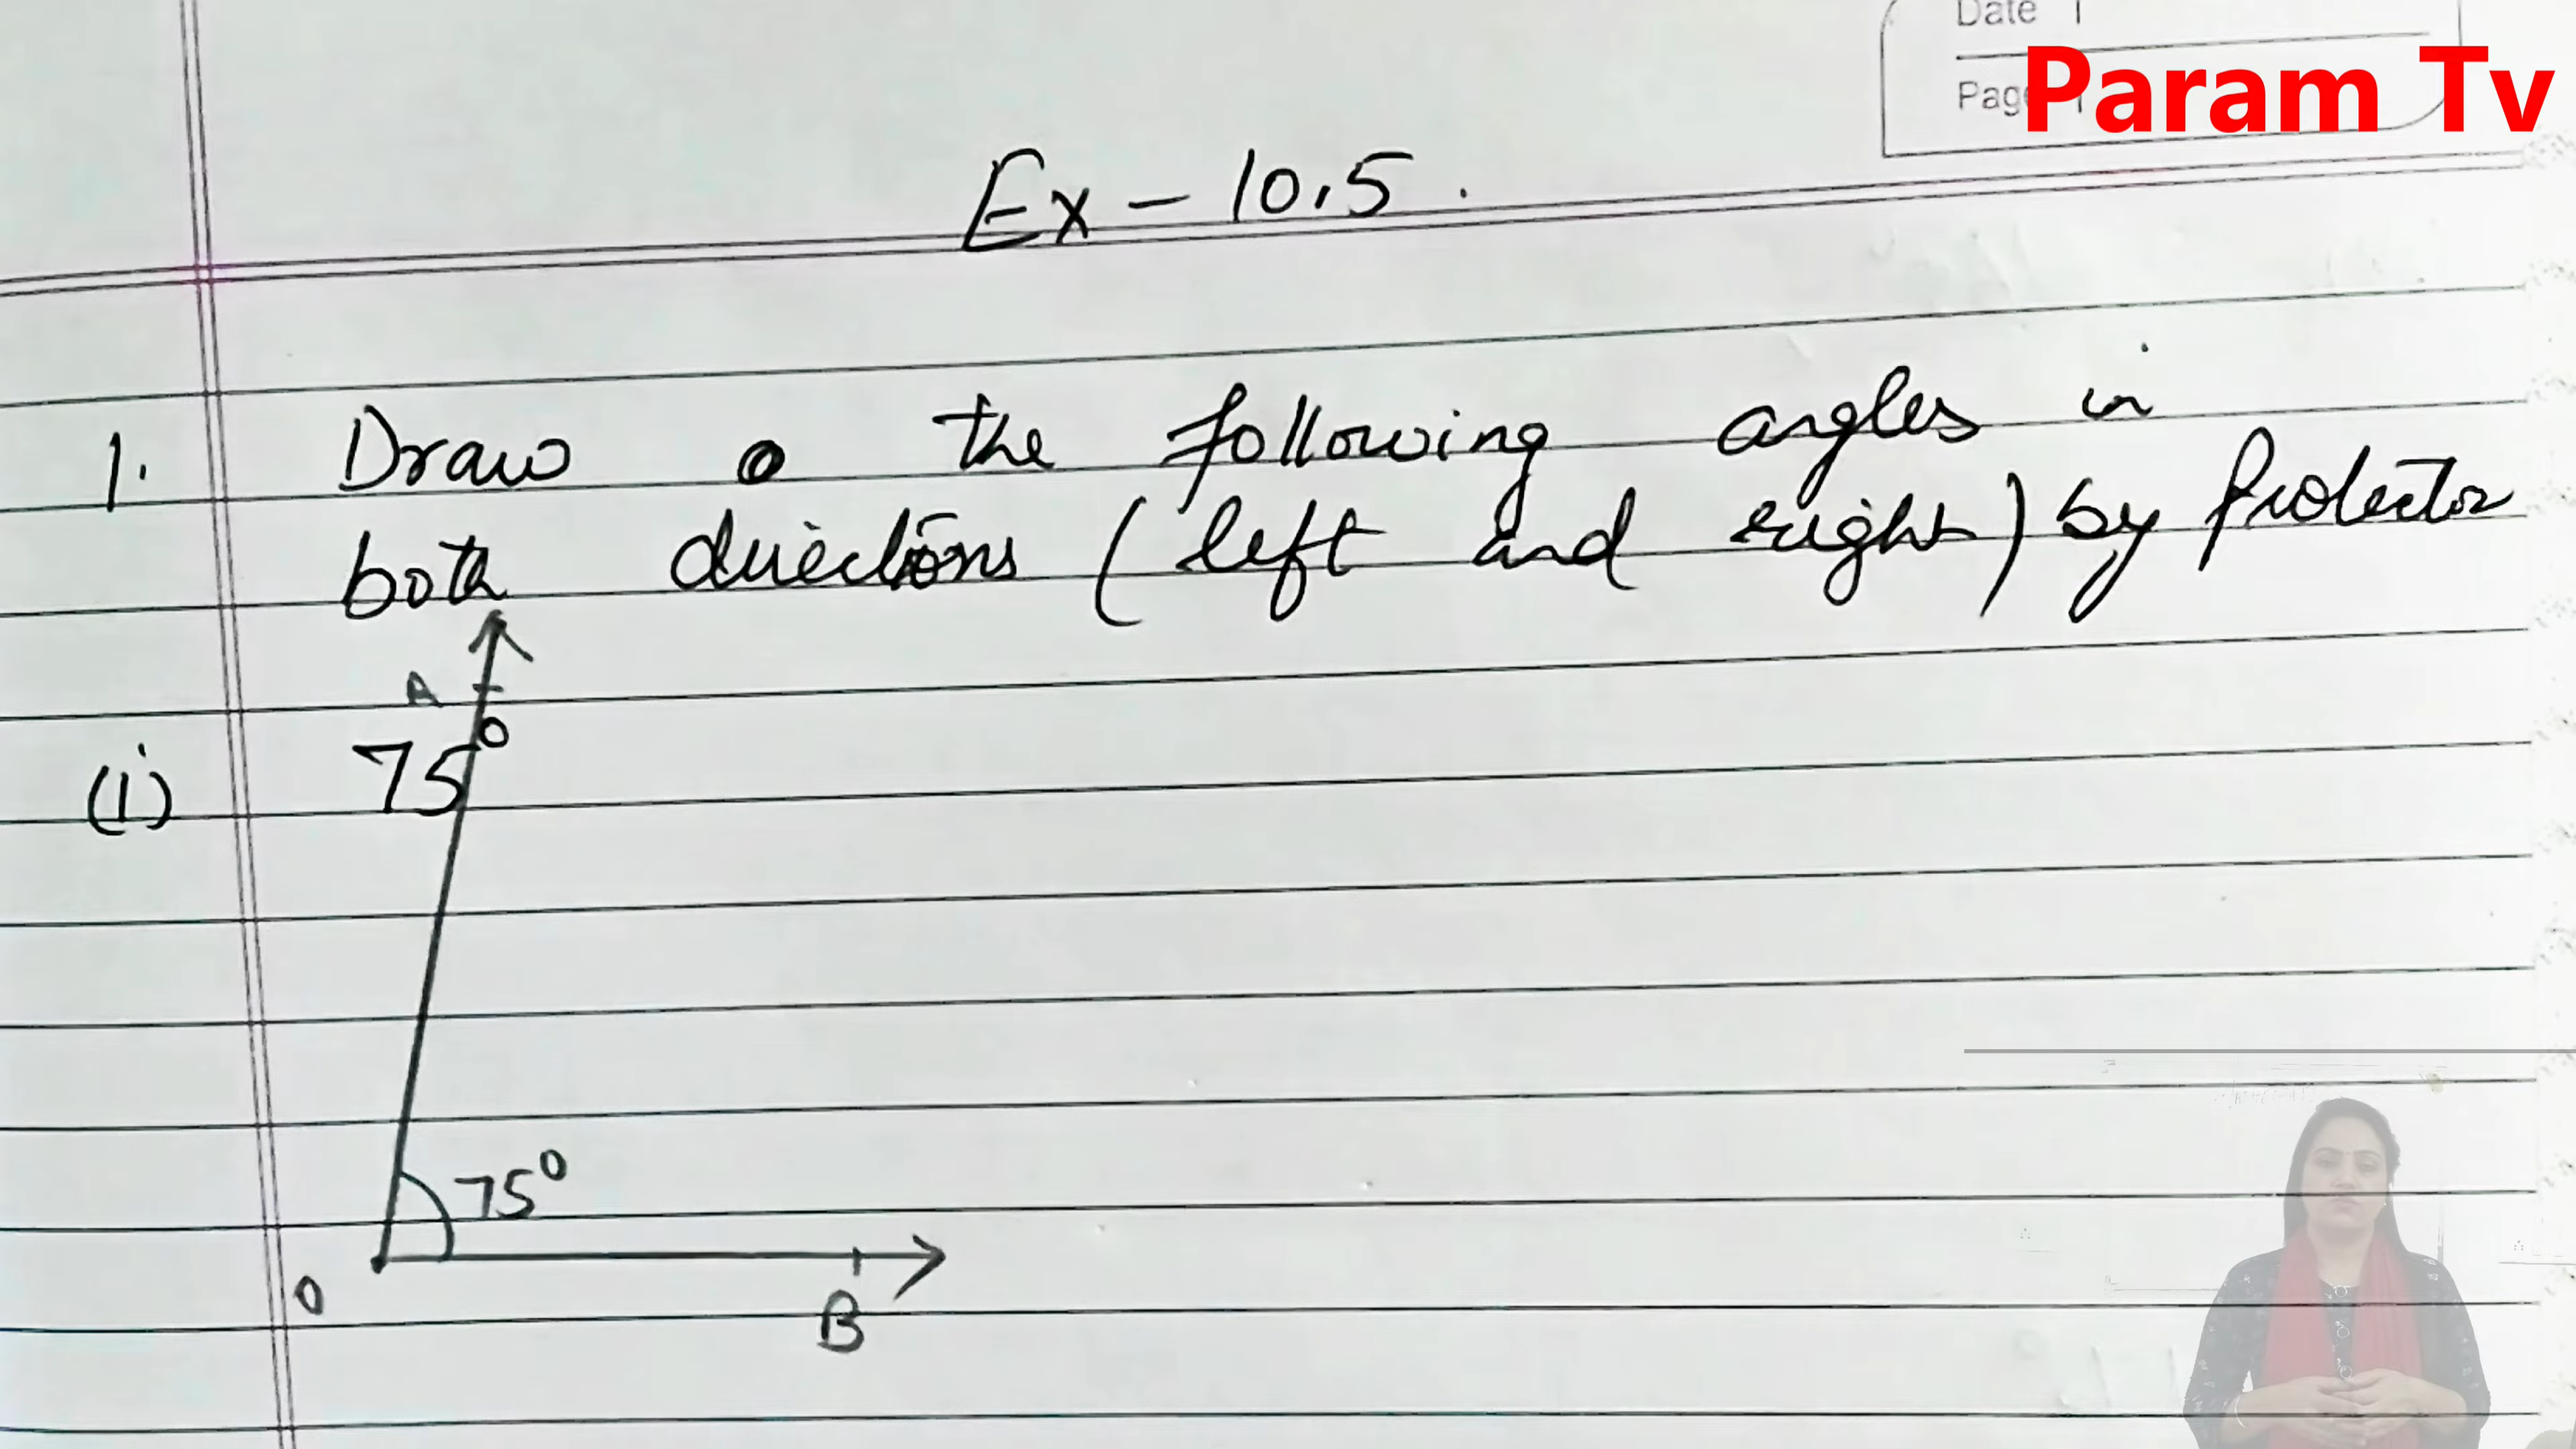 Date
Page
Param Tv
Ex - 10.5.
1. Draw the following angles in
both directions (left and right) by Protector
A
(i) 75°
75°
O
B